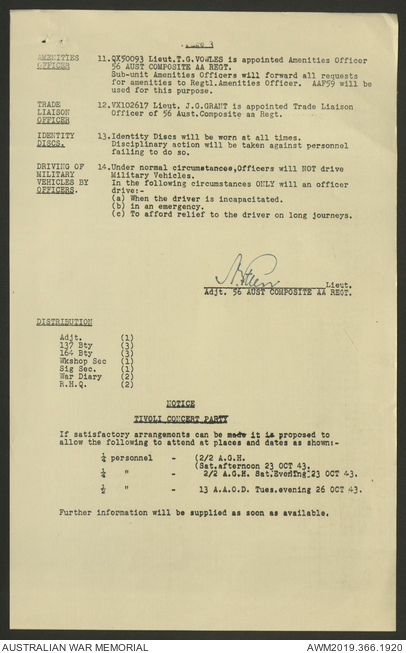 PAGE 3
AMENITIES OFFICER
11.QX50093 Lieut.T.G.VOWLES is appointed Amenities Officer
56 AUST COMPOSITE AA REGT.
Sub-unit Amenities Officers will forward all requests
for amenities to Regtl.Amenities Officer. AAF59 will be
used for this purpose.
TRADE LIAISON OFFICER
12.VX102617 Lieut. J.G.GRANT is appointed Trade Liaison
Officer of 56 Aust.Composite aa Regt.
IDENTITY DISCS.
13.Identity Discs will be worn at all times.
Disciplinary action will be taken against personnel
failing to do so.
DRIVING OF MILITARY VEHICLES BY OFFICERS.
14.Under normal circumstances,Officers will NOT drive
Military Vehicles.
In the following circumstances ONLY will an officer
drive:-
(a) When the driver is incapacitated.
(b) in an emergency.
(c) To afford relief to the driver on long journeys.
Lieut.
Adjt. 56 AUST COMPOSITE AA REGT.
DISTRIBUTION
Adjt. (1)
137 Bty (3)
164 Bty (3)
Wkshop Sec (1)
Sig Sec. (1)
War Diary (2)
R.H.Q. (2)
NOTICE
TIVOLI CONCERT PARTY
If satisfactory arrangements can be made it is proposed to
allow the following to attend at places and dates as shown:-
¼ personnel - (2/2 A.G.H.
(Sat.afternoon 23 OCT 43.
¼ " - 2/2 A.G.H. Sat.Evening 23 OCT 43.
½ " - 13 A.A.O.D. Tues.evening 26 OCT 43.
Further information will be supplied as soon as available.
AUSTRALIAN WAR MEMORIAL
AWM2019.366.1920